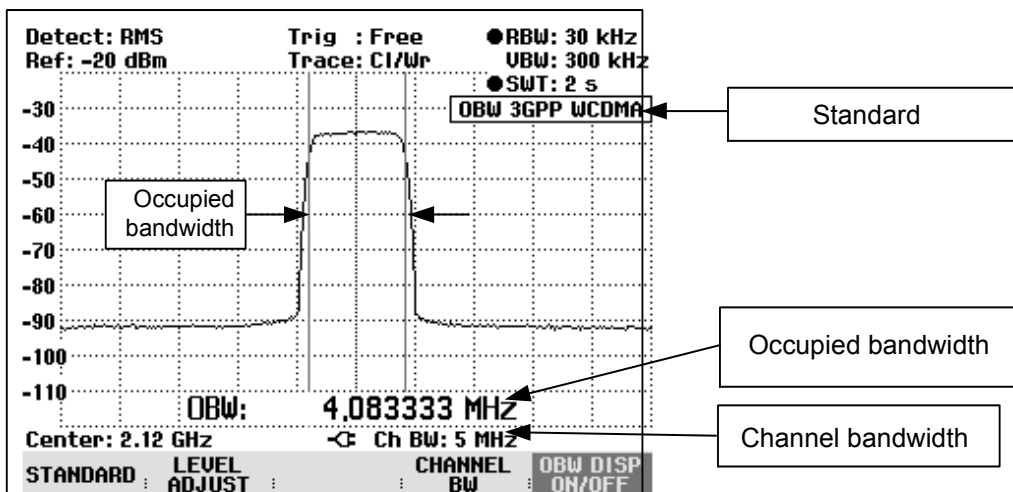 Detect: RMS Trig : Free ●RBW: 30 kHz
Ref: -20 dBm Trace: Cl/Wr VBW: 300 kHz
●SWT: 2 s
-30 OBW 3GPP WCDMA Standard
-40
-50
Occupied
bandwidth
-60
-70
-80
-90
Occupied bandwidth
-100
-110
OBW: 4.083333 MHz
Center: 2.12 GHz Ch BW: 5 MHz Channel bandwidth
STANDARD : LEVEL ADJUST : : CHANNEL BW : OBW DISP ON/OFF